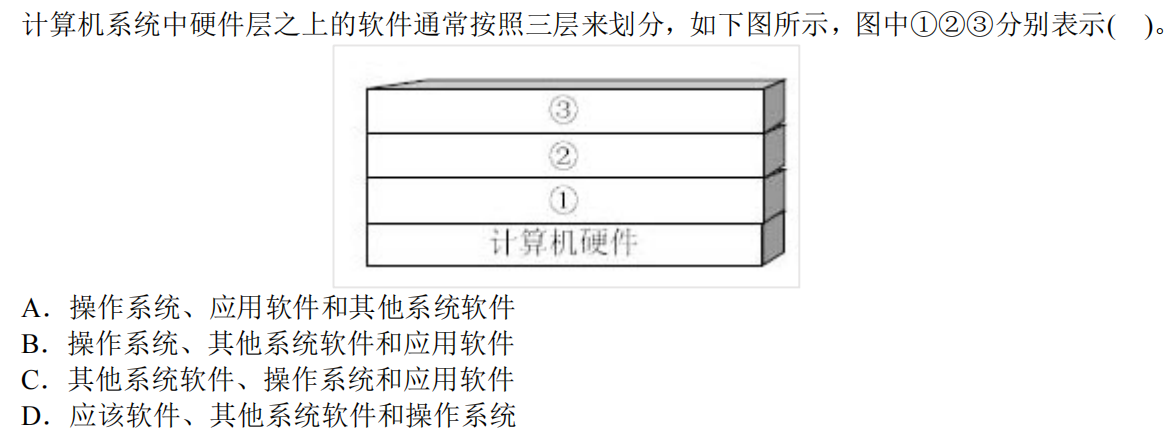 计算机系统中硬件层之上的软件通常按照三层来划分，如下图所示，图中①②③分别表示(　)。
③
②
①
计算机硬件
A．操作系统、应用软件和其他系统软件
B．操作系统、其他系统软件和应用软件
C．其他系统软件、操作系统和应用软件
D．应该软件、其他系统软件和操作系统